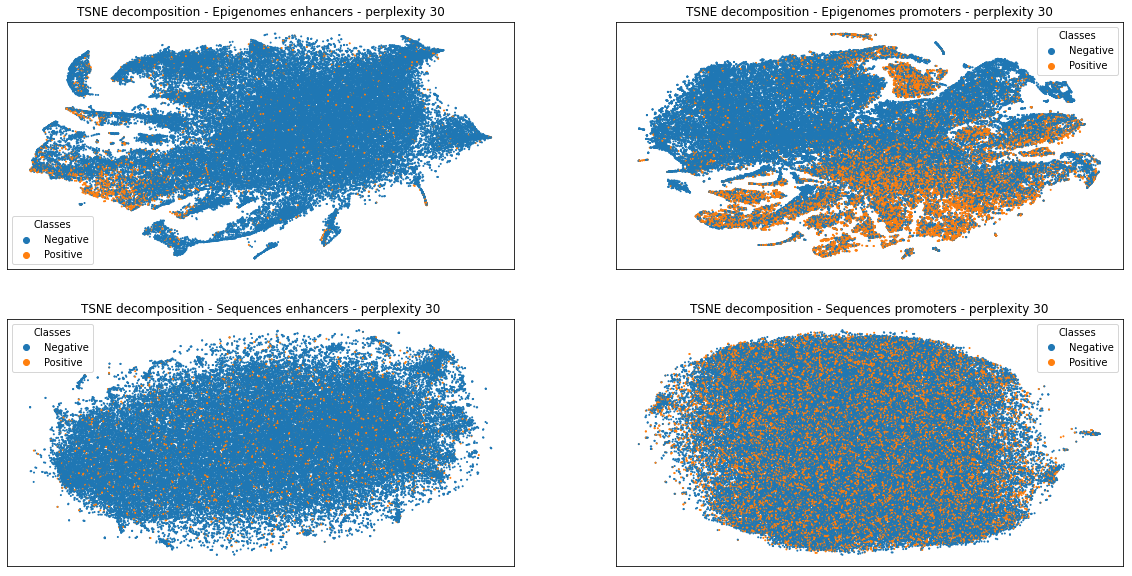 TSNE decomposition - Epigenomes enhancers - perplexity 30
Classes
Negative
Positive
TSNE decomposition - Epigenomes promoters - perplexity 30
Classes
Negative
Positive
TSNE decomposition - Sequences enhancers - perplexity 30
Classes
Negative
Positive
TSNE decomposition - Sequences promoters - perplexity 30
Classes
Negative
Positive